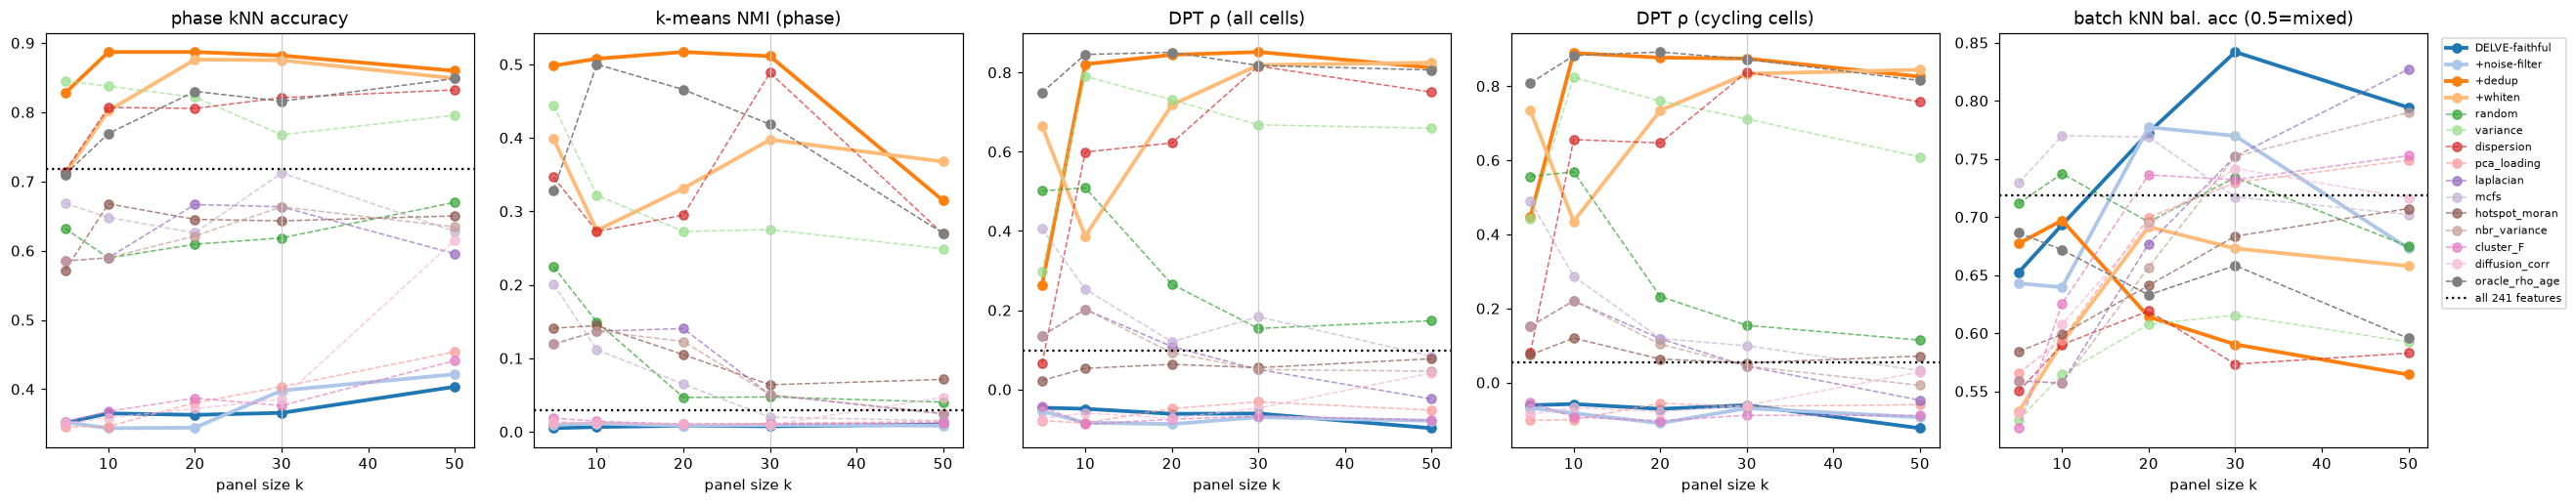 phase kNN accuracy
0.9
0.8
0.7
0.6
0.5
0.4
10
20
30
40
50
panel size k
k-means NMI (phase)
0.5
0.4
0.3
0.2
0.1
0.0
10
20
30
40
50
panel size k
DPT ρ (all cells)
0.8
0.6
0.4
0.2
0.0
10
20
30
40
50
panel size k
DPT ρ (cycling cells)
0.8
0.6
0.4
0.2
0.0
10
20
30
40
50
panel size k
batch kNN bal. acc (0.5=mixed)
0.85
0.80
0.75
0.70
0.65
0.60
0.55
10
20
30
40
50
panel size k
DELVE-faithful
+noise-filter
+dedup
+whiten
random
variance
dispersion
pca_loading
laplacian
mcfs
hotspot_moran
nbr_variance
cluster_F
diffusion_corr
oracle_rho_age
all 241 features